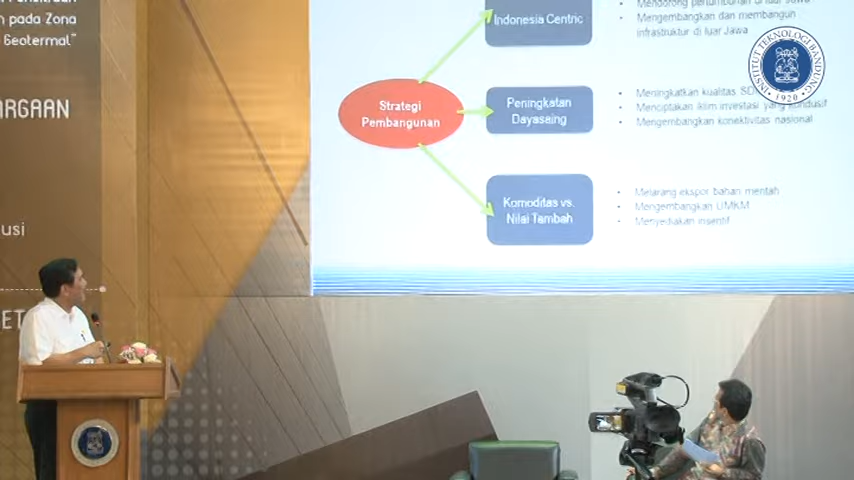 n pada Zona
Geotermal"
ARGAAN
usi
ET
Indonesia Centric
Mengembangkan dan membangun
infrastruktur di luar Jawa
INSTITUT TEKNOLOGI BANDUNG
1920
Strategi
Pembangunan
Peningkatan
Dayasaing
• Meningkatkan kualitas
• Menciptakan iklim investasi yang kondusif
• Mengembangkan konektivitas nasional
Komoditas vs.
Nilai Tambah
• Melarang ekspor bahan mentah
• Mengembangkan UMKM
• Menyediakan insentif